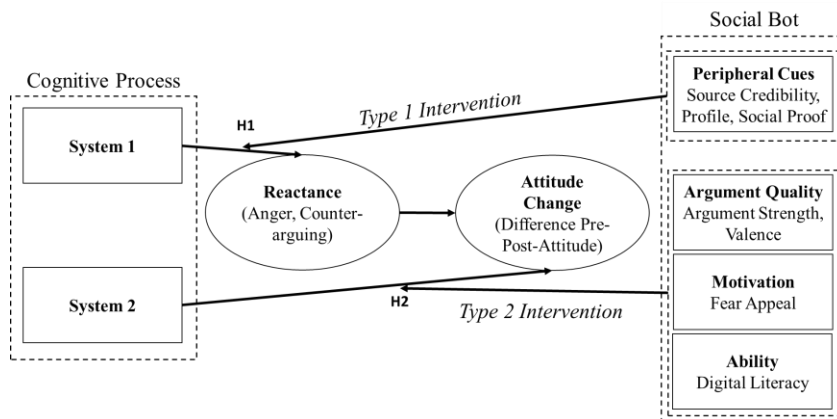 Social Bot
Cognitive Process
Peripheral Cues
Source Credibility,
Profile, Social Proof
Type 1 Intervention
H1
System 1
Reactance
(Anger, Counter-
arguing)
Attitude
Change
(Difference Pre-
Post-Attitude)
Argument Quality
Argument Strength,
Valence
System 2
H2
Type 2 Intervention
Motivation
Fear Appeal
Ability
Digital Literacy